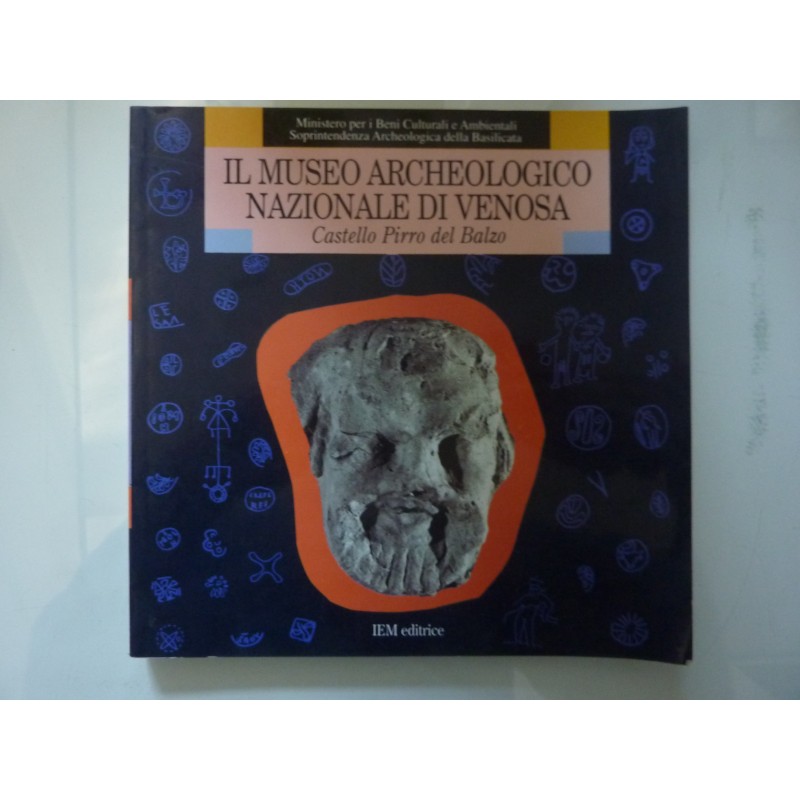 Ministero per i Beni Culturali e Ambientali
Soprintendenza Archeologica della Basilicata
IL MUSEO ARCHEOLOGICO
NAZIONALE DI VENOSA
Castello Pirro del Balzo
IEM editrice